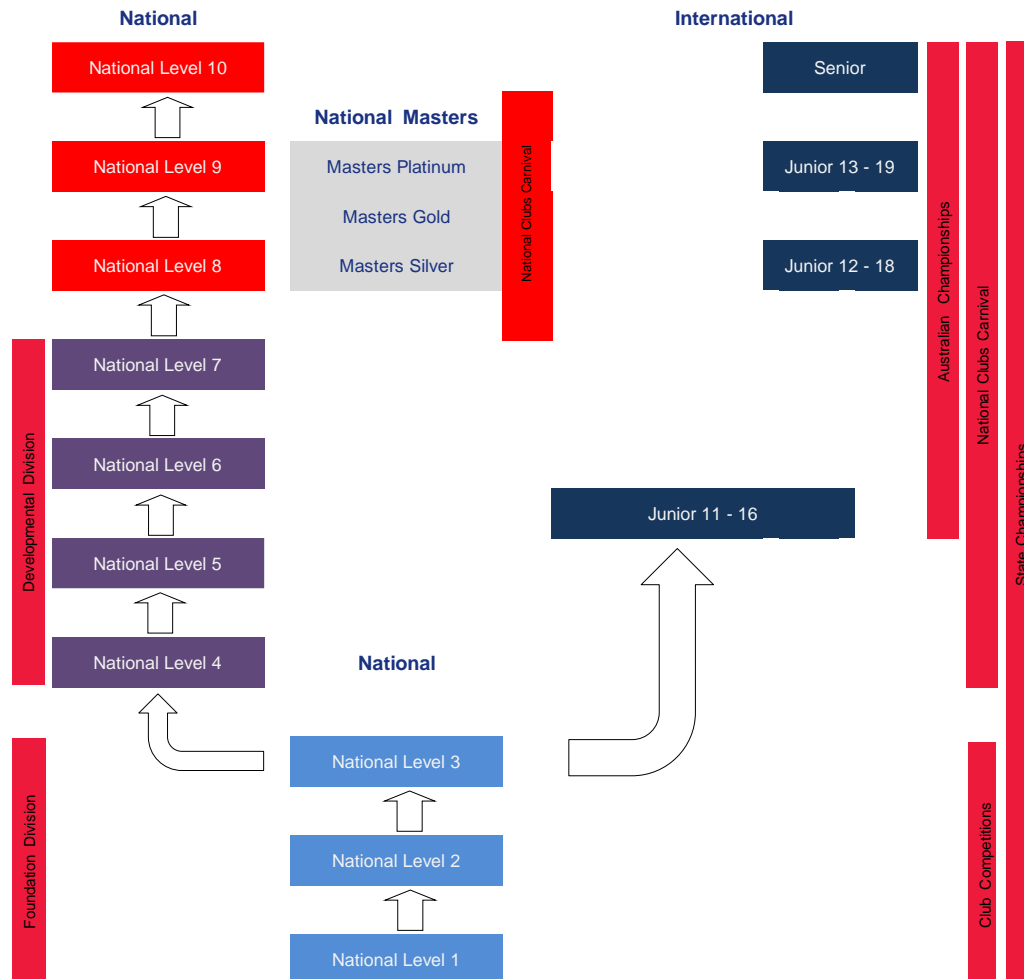 National
International
National Level 10
Senior
National Masters
National Level 9
Masters Platinum
Junior 13 - 19
Masters Gold
National Level 8
Masters Silver
Junior 12 - 18
National Clubs Carnival
Australian Championships
National Clubs Carnival
State Championships
National Level 7
National Level 6
Developmental Division
Junior 11 - 16
National Level 5
National Level 4
National
National Level 3
Foundation Division
National Level 2
Club Competitions
National Level 1